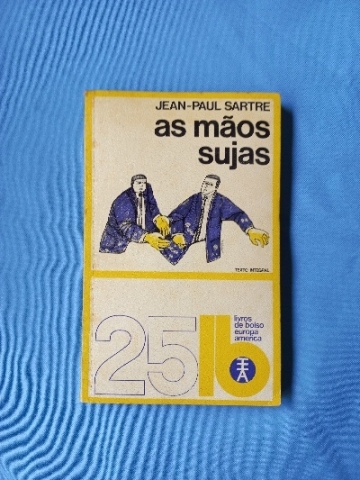 JEAN-PAUL SARTRE
as mãos
sujas
TEXTO INTEGRAL
25
lb
livros
de bolso
europa
américa